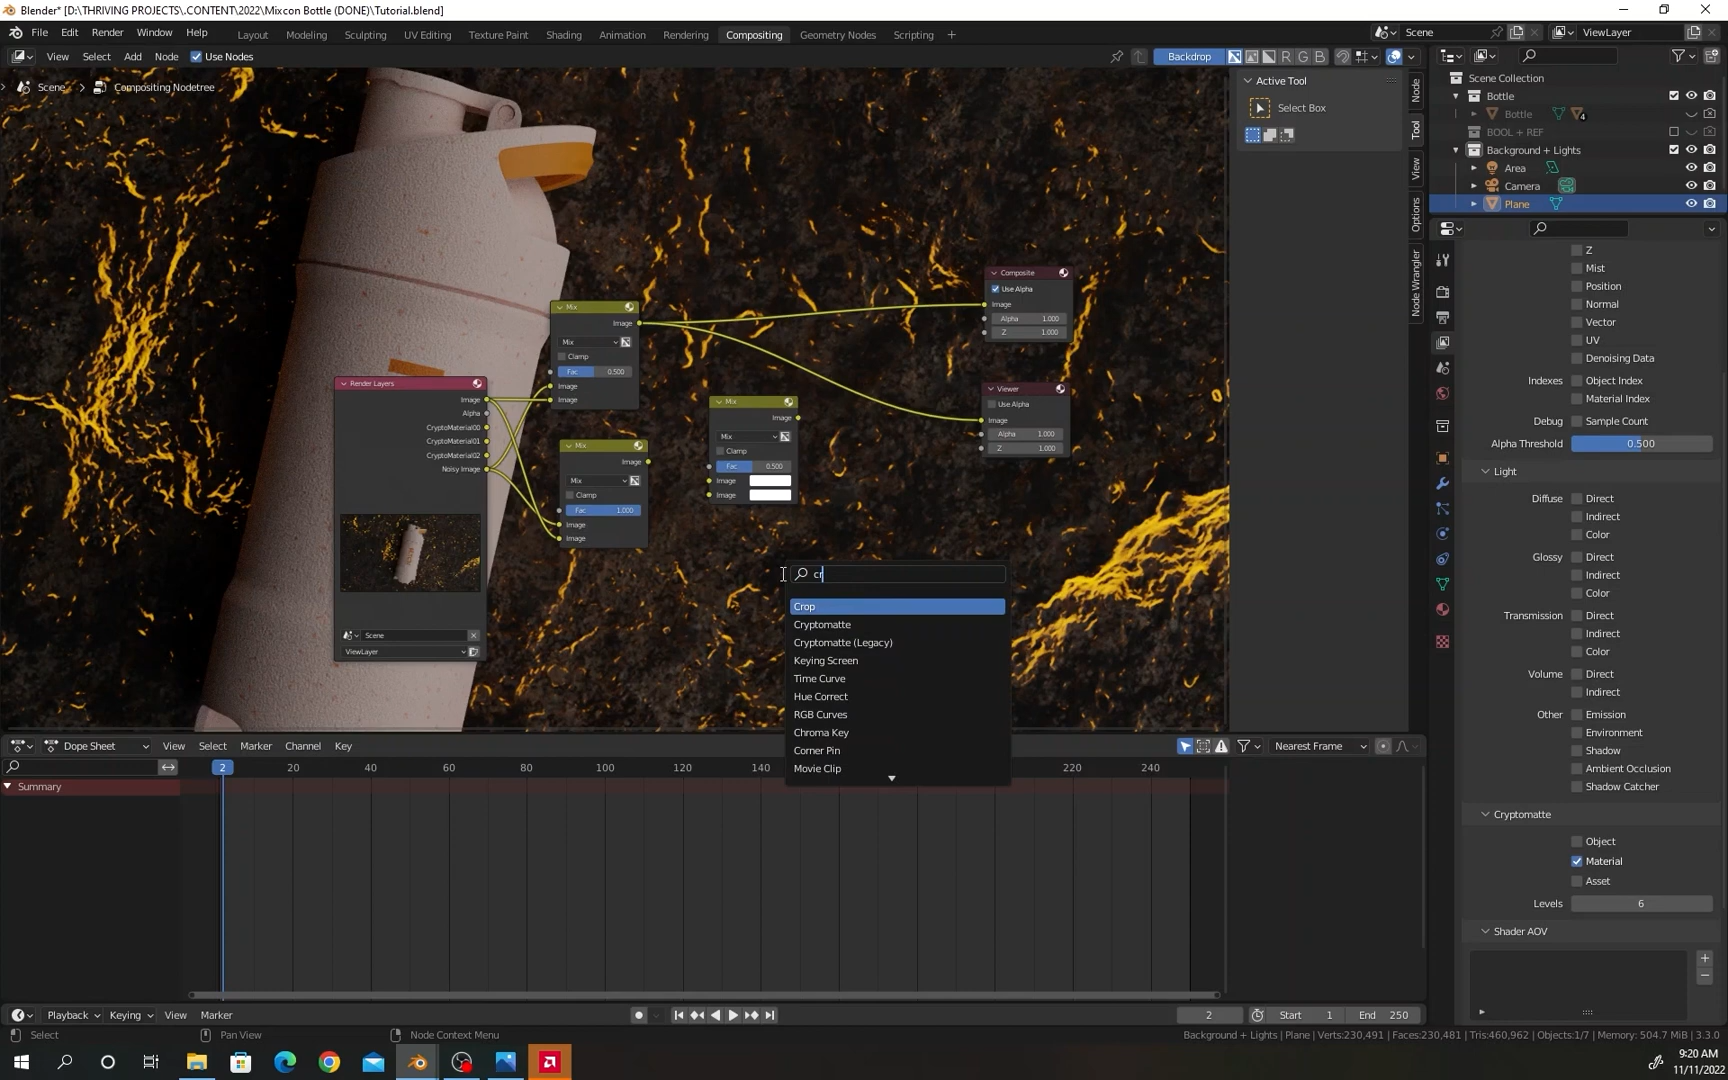 Blender* [D:\THRIVING PROJECTS\.CONTENT\2022\Mixcon Bottle (DONE)\Tutorial.blend]
File Edit Render Window Help Layout Modeling Sculpting UV Editing Texture Paint Shading Animation Rendering Compositing Geometry Nodes Scripting + Scene ViewLayer
View Select Add Node Use Nodes Backdrop R G B
Scene > Compositing Nodetree
Active Tool
Select Box
Node
Tool
View
Options
Node Wrangler
Scene Collection
Bottle
Bottle 4
BOOL + REF
Background + Lights
Area
Camera
Plane
Composite
Use Alpha
Image
Alpha 1.000
Z 1.000
Mix
Image
Mix
Clamp
Fac 0.500
Image
Image
Render Layers
Image
Alpha
CryptoMaterial00
CryptoMaterial01
CryptoMaterial02
Noisy Image
Scene
ViewLayer
Mix
Image
Mix
Clamp
Fac 1.000
Image
Image
Mix
Image
Mix
Clamp
Fac 0.500
Image
Image
Viewer
Use Alpha
Image
Alpha 1.000
Z 1.000
cr
Crop
Cryptomatte
Cryptomatte (Legacy)
Keying Screen
Time Curve
Hue Correct
RGB Curves
Chroma Key
Corner Pin
Movie Clip
Z
Mist
Position
Normal
Vector
UV
Denoising Data
Indexes Object Index
Material Index
Debug Sample Count
Alpha Threshold 0.500
Light
Diffuse Direct
Indirect
Color
Glossy Direct
Indirect
Color
Transmission Direct
Indirect
Color
Volume Direct
Indirect
Other Emission
Environment
Shadow
Ambient Occlusion
Shadow Catcher
Cryptomatte
Object
Material
Asset
Levels 6
Shader AOV
Dope Sheet View Select Marker Channel Key Nearest Frame
2 20 40 60 80 100 120 140 220 240
Summary
Playback Keying View Marker 2 Start 1 End 250
Select Pan View Node Context Menu Background + Lights | Plane | Verts:230,491 | Faces:230,481 | Tris:460,962 | Objects:1/7 | Memory: 504.7 MiB | 3.3.0
9:20 AM
11/11/2022